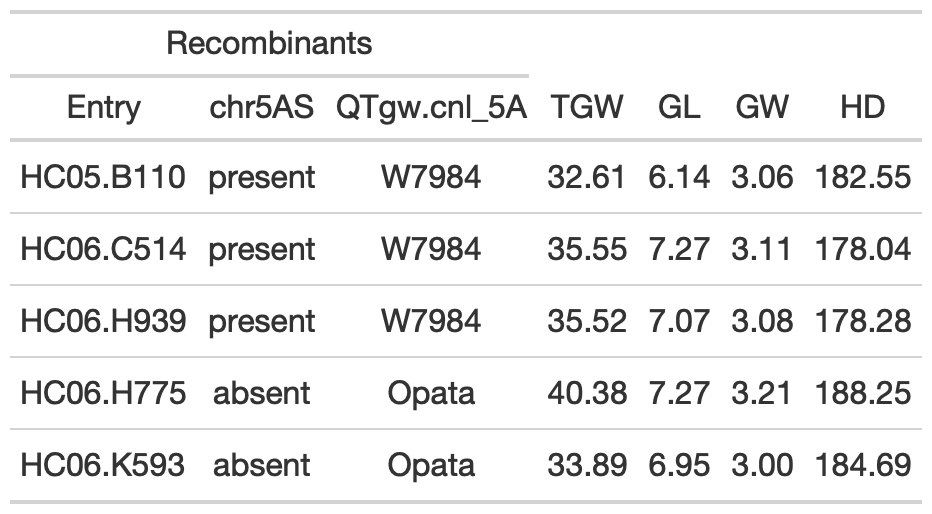 Recombinants
Entry chr5AS QTgw.cnl_5A TGW GL GW HD
HC05.B110 present W7984 32.61 6.14 3.06 182.55
HC06.C514 present W7984 35.55 7.27 3.11 178.04
HC06.H939 present W7984 35.52 7.07 3.08 178.28
HC06.H775 absent Opata 40.38 7.27 3.21 188.25
HC06.K593 absent Opata 33.89 6.95 3.00 184.69